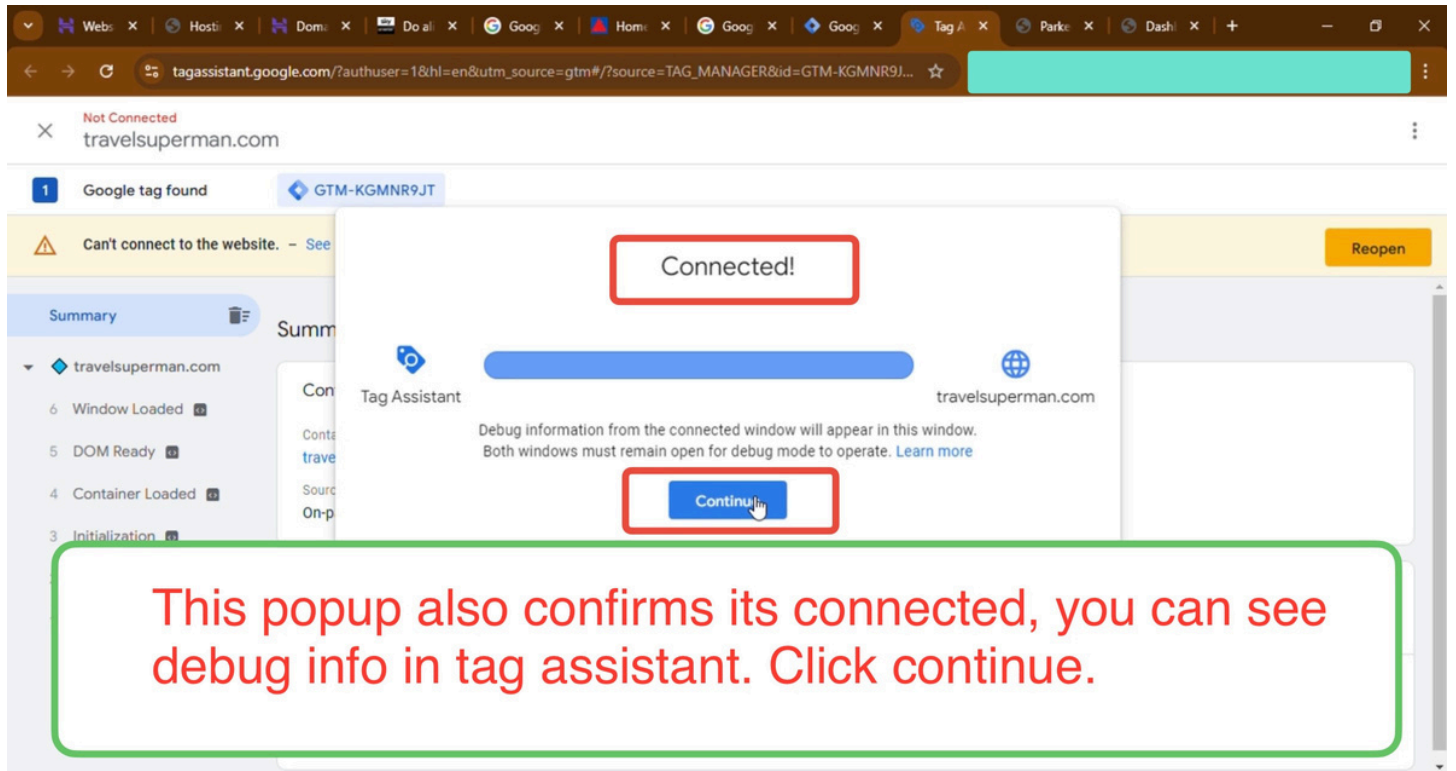 Webs
Hostin
Doma
Do ali
Goog
Home
Goog
Goog
Tag A
Parke
Dashl
tagassistant.google.com/?authuser=1&hl=en&utm_source=gtm#/?source=TAG_MANAGER&id=GTM-KGMNR9J...
Not Connected
travelsuperman.com
1 Google tag found GTM-KGMNR9JT
Can't connect to the website. – See
Reopen
Connected!
Summary
Summ
travelsuperman.com
Con
Tag Assistant
travelsuperman.com
6 Window Loaded
Conta
Debug information from the connected window will appear in this window.
5 DOM Ready
trave
Both windows must remain open for debug mode to operate. Learn more
4 Container Loaded
Sourc
Continu
On-p
3 Initialization
This popup also confirms its connected, you can see
debug info in tag assistant. Click continue.